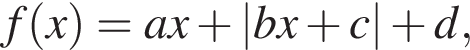 f(x) = ax + |bx + c| + d,